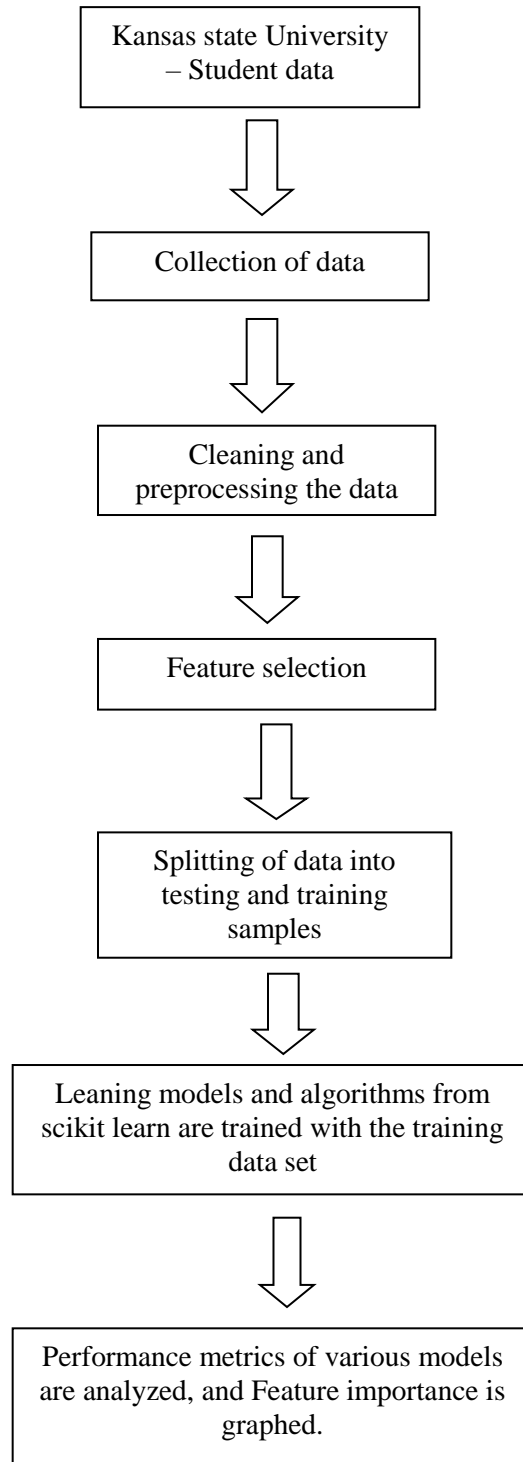 Kansas state University
– Student data
Collection of data
Cleaning and
preprocessing the data
Feature selection
Splitting of data into
testing and training
samples
Leaning models and algorithms from
scikit learn are trained with the training
data set
Performance metrics of various models
are analyzed, and Feature importance is
graphed.